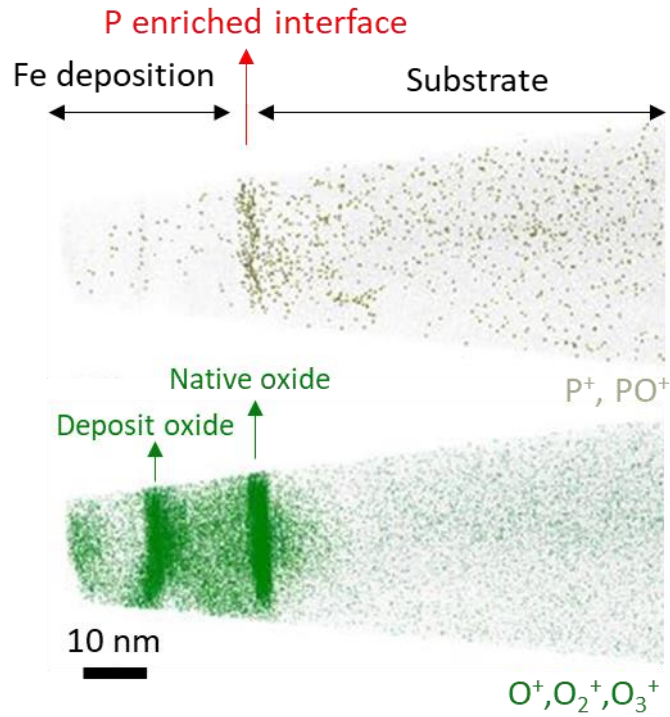 P enriched interface
Fe deposition
Substrate
P⁺, PO⁺
Native oxide
Deposit oxide
10 nm
O⁺,O₂⁺,O₃⁺